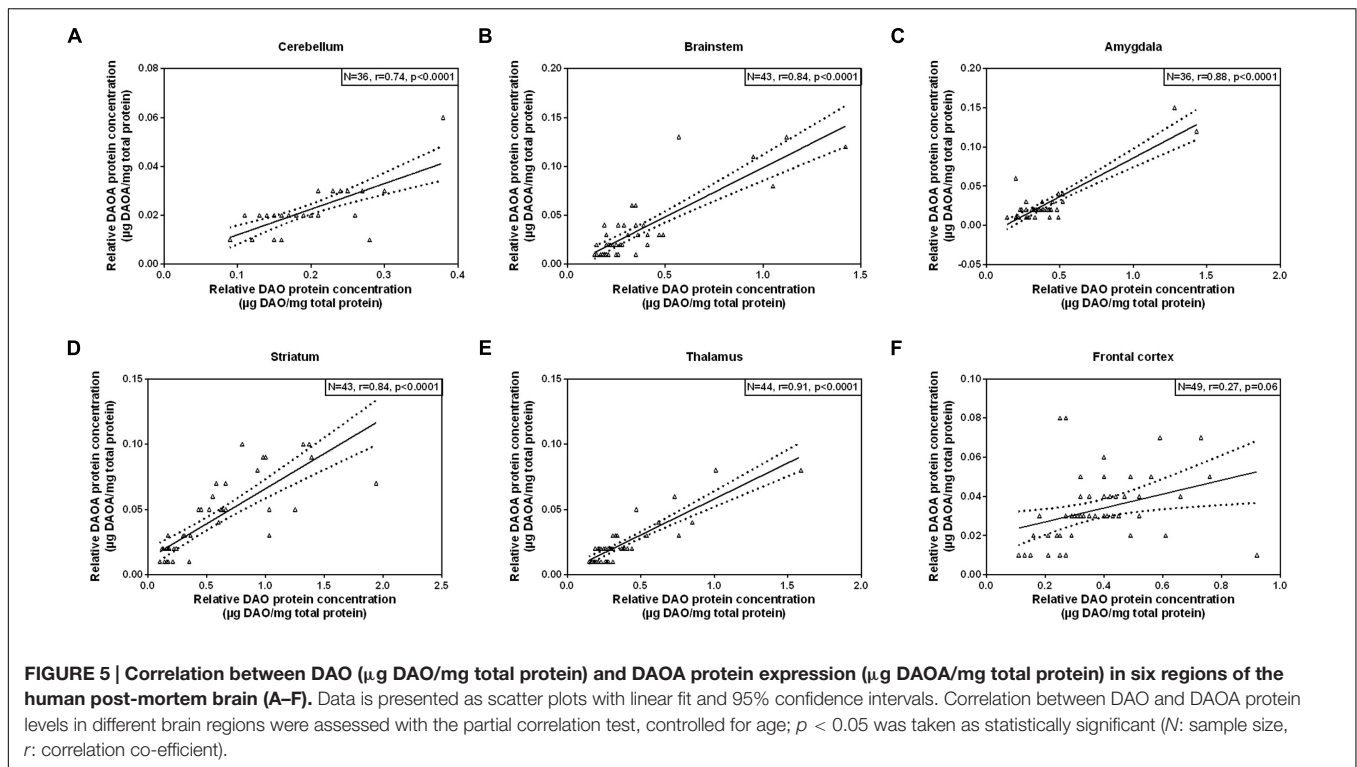 A
Cerebellum
N=36, r=0.74, p<0.0001
Relative DAOA protein concentration
(µg DAOA/mg total protein)
0.08
0.06
0.04
0.02
0.00
0.0 0.1 0.2 0.3 0.4
Relative DAO protein concentration
(µg DAO/mg total protein)
B
Brainstem
N=43, r=0.84, p<0.0001
Relative DAOA protein concentration
(µg DAOA/mg total protein)
0.20
0.15
0.10
0.05
0.00
0.0 0.5 1.0 1.5
Relative DAO protein concentration
(µg DAO/mg total protein)
C
Amygdala
N=36, r=0.88, p<0.0001
Relative DAOA protein concentration
(µg DAOA/mg total protein)
0.20
0.15
0.10
0.05
0.00
-0.05
0.0 0.5 1.0 1.5 2.0
Relative DAO protein concentration
(µg DAO/mg total protein)
D
Striatum
N=43, r=0.84, p<0.0001
Relative DAOA protein concentration
(µg DAOA/mg total protein)
0.15
0.10
0.05
0.00
0.0 0.5 1.0 1.5 2.0 2.5
Relative DAO protein concentration
(µg DAO/mg total protein)
E
Thalamus
N=44, r=0.91, p<0.0001
Relative DAOA protein concentration
(µg DAOA/mg total protein)
0.15
0.10
0.05
0.00
0.0 0.5 1.0 1.5 2.0
Relative DAO protein concentration
(µg DAO/mg total protein)
F
Frontal cortex
N=49, r=0.27, p=0.06
Relative DAOA protein concentration
(µg DAOA/mg total protein)
0.10
0.08
0.06
0.04
0.02
0.00
0.0 0.2 0.4 0.6 0.8 1.0
Relative DAO protein concentration
(µg DAO/mg total protein)
FIGURE 5 | Correlation between DAO (µg DAO/mg total protein) and DAOA protein expression (µg DAOA/mg total protein) in six regions of the
human post-mortem brain (A–F). Data is presented as scatter plots with linear fit and 95% confidence intervals. Correlation between DAO and DAOA protein
levels in different brain regions were assessed with the partial correlation test, controlled for age; p < 0.05 was taken as statistically significant (N: sample size,
r: correlation co-efficient).